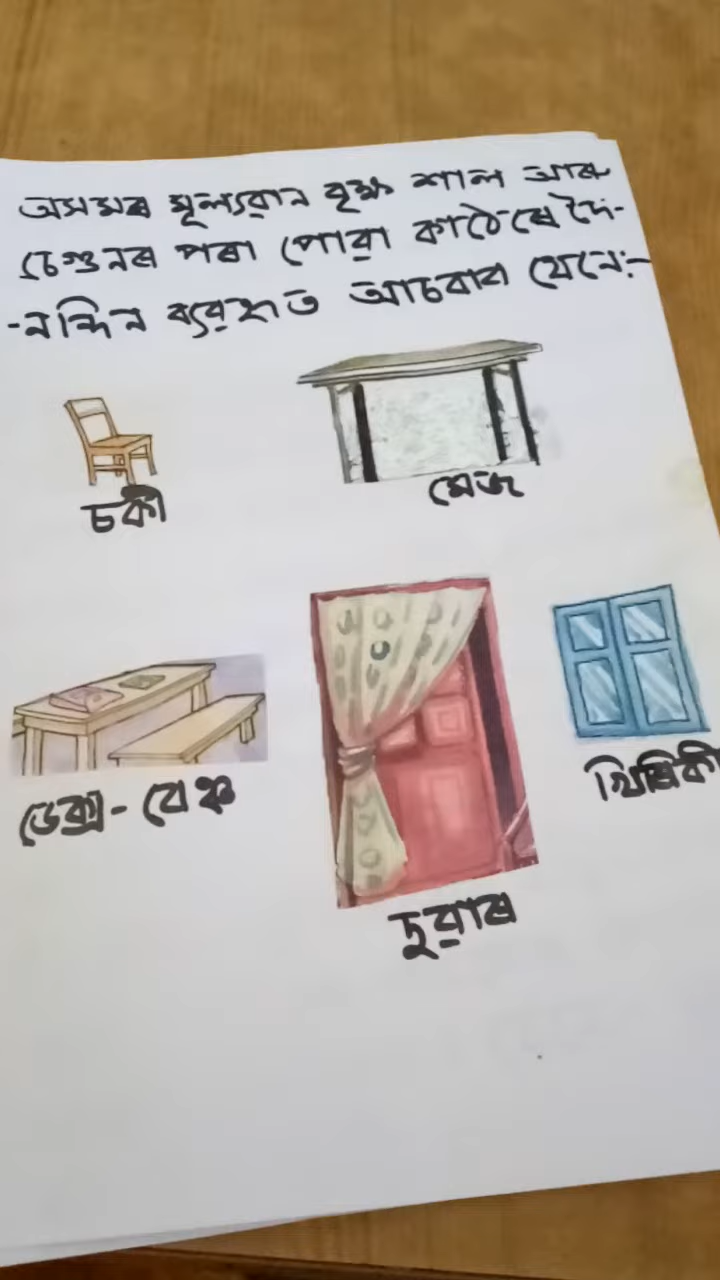 অসমৰ মূল্যৱান বৃক্ষ শাল আৰু
চেগুনৰ পৰা পোৱা কাঠেৰে দৈ-
-নন্দিন ব্যৱহৃত আচবাব যেনে:-
চকী
মেজ
ডেক্স - বেঞ্চ
দুৱাৰ
খিৰিকী